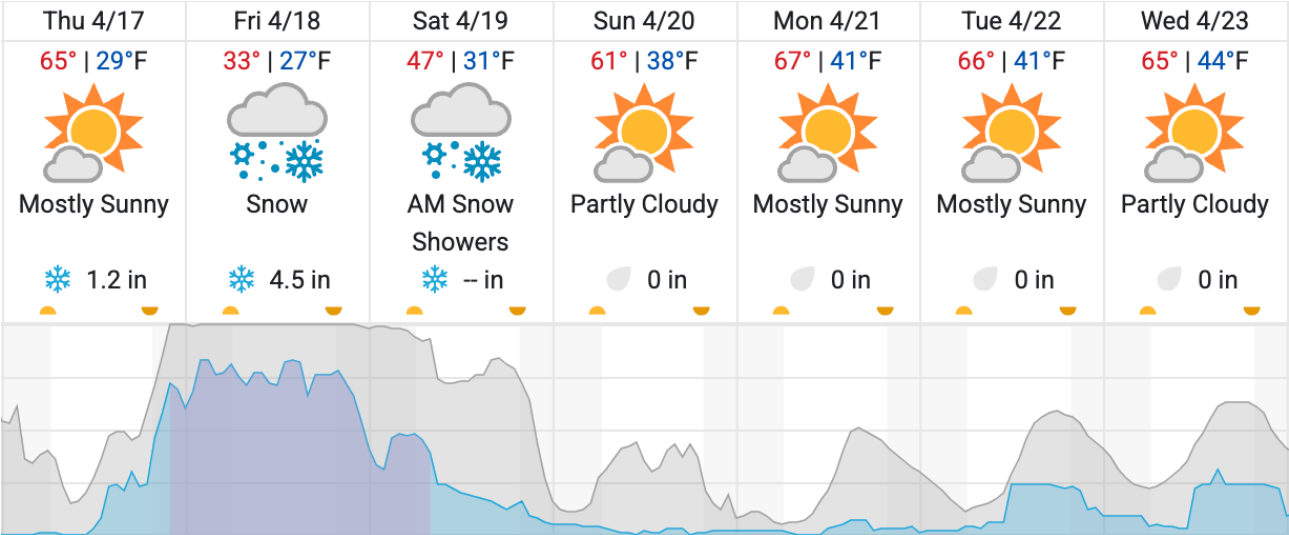 Thu 4/17 Fri 4/18 Sat 4/19 Sun 4/20 Mon 4/21 Tue 4/22 Wed 4/23
65° | 29°F 33° | 27°F 47° | 31°F 61° | 38°F 67° | 41°F 66° | 41°F 65° | 44°F
Mostly Sunny Snow AM Snow Partly Cloudy Mostly Sunny Mostly Sunny Partly Cloudy
Showers
1.2 in 4.5 in -- in 0 in 0 in 0 in 0 in